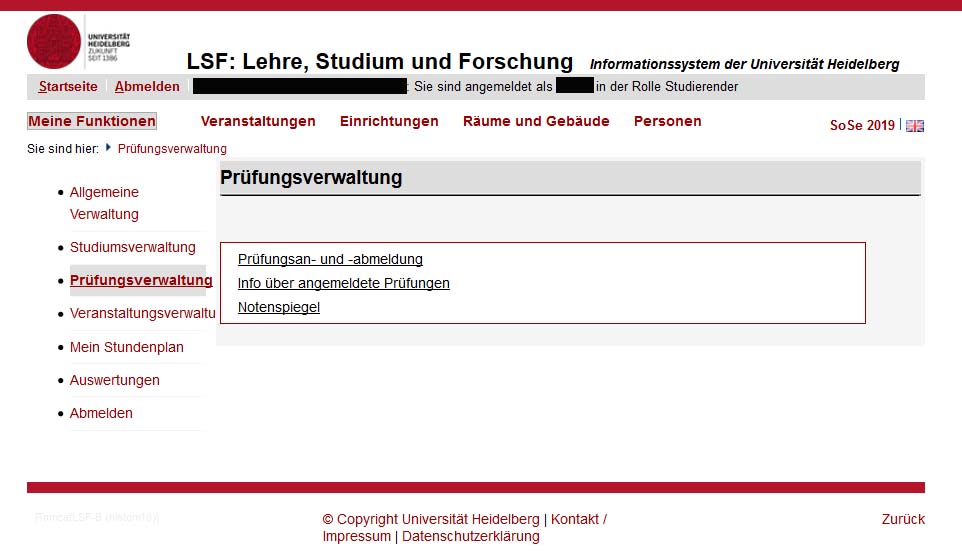 UNIVERSITÄT
HEIDELBERG
ZUKUNFT
SEIT 1386
LSF: Lehre, Studium und Forschung Informationssystem der Universität Heidelberg
Startseite Abmelden : Sie sind angemeldet als in der Rolle Studierender
Meine Funktionen Veranstaltungen Einrichtungen Räume und Gebäude Personen SoSe 2019
Sie sind hier: Prüfungsverwaltung
Prüfungsverwaltung
Allgemeine
Verwaltung
Studiumsverwaltung
Prüfungsverwaltung
Veranstaltungsverwaltu
Mein Stundenplan
Auswertungen
Abmelden
Prüfungsan- und -abmeldung
Info über angemeldete Prüfungen
Notenspiegel
© Copyright Universität Heidelberg | Kontakt /
Impressum | Datenschutzerklärung
Zurück